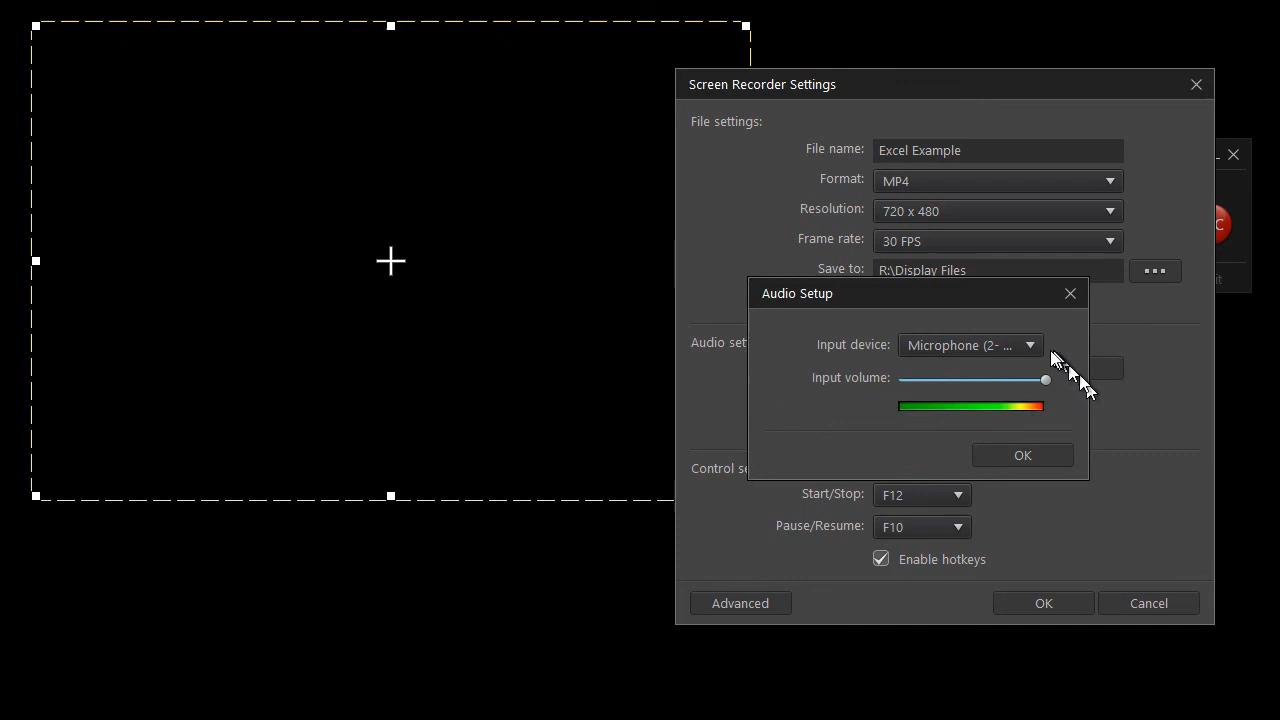 Screen Recorder Settings
File settings:
File name: Excel Example
Format: MP4
Resolution: 720 x 480
Frame rate: 30 FPS
Save to: R:\Display Files
Audio Setup
Input device: Microphone (2- ...
Audio set
Input volume:
OK
Control se
Start/Stop: F12
Pause/Resume: F10
Enable hotkeys
Advanced
OK
Cancel
C
it